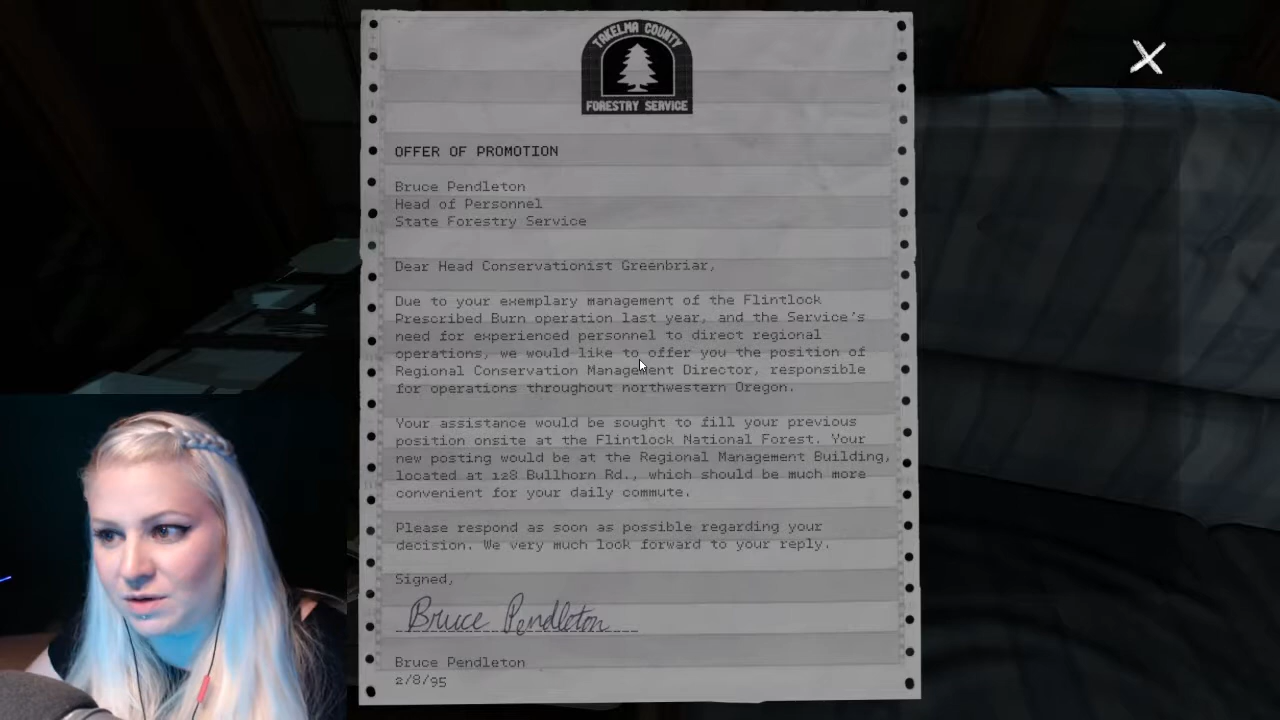 TAKELMA COUNTY
FORESTRY SERVICE
OFFER OF PROMOTION
Bruce Pendleton
Head of Personnel
State Forestry Service
Dear Head Conservationist Greenbriar,
Due to your exemplary management of the Flintlock
Prescribed Burn operation last year, and the Service's
need for experienced personnel to direct regional
operations, we would like to offer you the position of
Regional Conservation Management Director, responsible
for operations throughout northwestern Oregon.
Your assistance would be sought to fill your previous
position onsite at the Flintlock National Forest. Your
new posting would be at the Regional Management Building,
located at 128 Bullhorn Rd., which should be much more
convenient for your daily commute.
Please respond as soon as possible regarding your
decision. We very much look forward to your reply.
Signed,
Bruce Pendleton
Bruce Pendleton
2/8/95